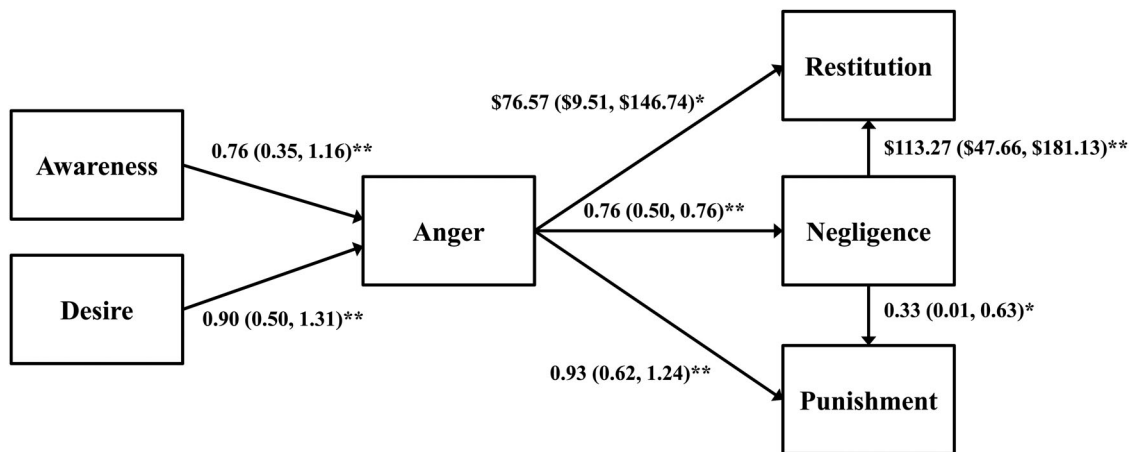 Restitution
$76.57 ($9.51, $146.74)*
Awareness
0.76 (0.35, 1.16)**
$113.27 ($47.66, $181.13)**
Anger
0.76 (0.50, 0.76)**
Negligence
Desire
0.90 (0.50, 1.31)**
0.33 (0.01, 0.63)*
0.93 (0.62, 1.24)**
Punishment